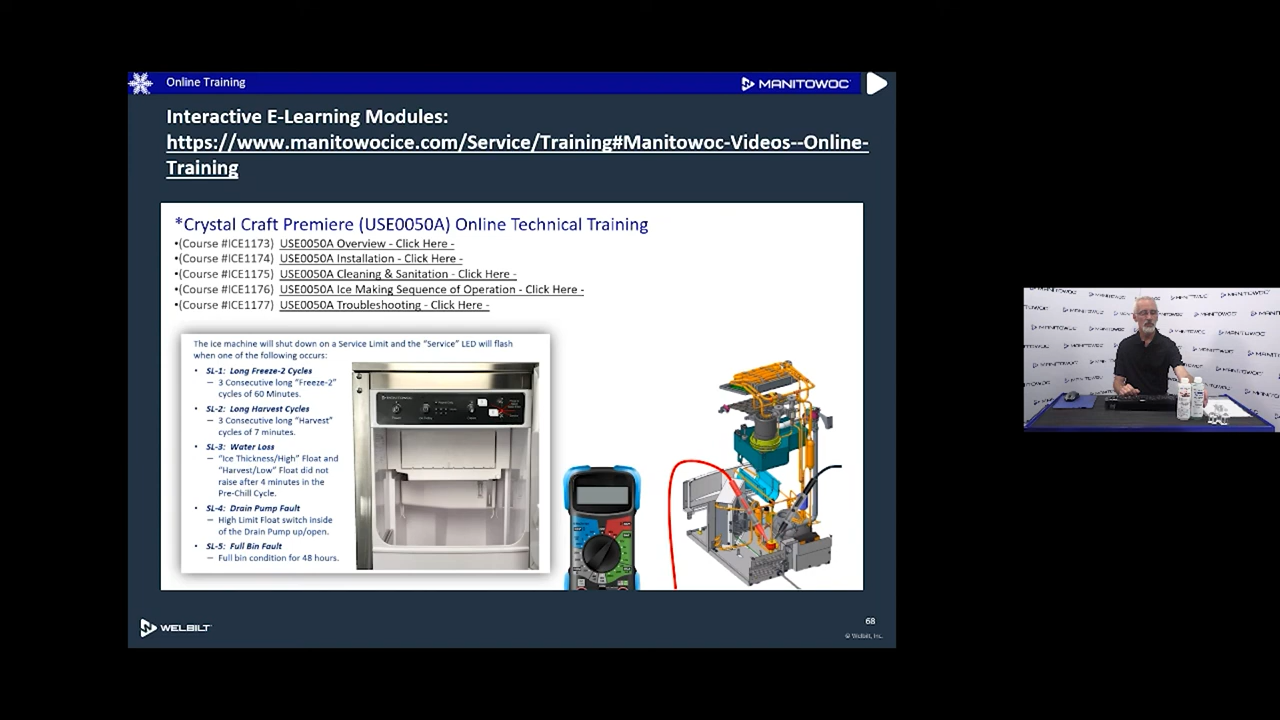 Online Training
MANITOWOC
Interactive E-Learning Modules:
https://www.manitowocice.com/Service/Training#Manitowoc-Videos--Online-
Training
*Crystal Craft Premiere (USE0050A) Online Technical Training
•(Course #ICE1173) USE0050A Overview - Click Here -
•(Course #ICE1174) USE0050A Installation - Click Here -
•(Course #ICE1175) USE0050A Cleaning & Sanitation - Click Here -
•(Course #ICE1176) USE0050A Ice Making Sequence of Operation - Click Here -
•(Course #ICE1177) USE0050A Troubleshooting - Click Here -
The ice machine will shut down on a Service Limit and the "Service" LED will flash
when one of the following occurs:
• SL-1: Long Freeze-2 Cycles
– 3 Consecutive long "Freeze-2"
cycles of 60 Minutes.
• SL-2: Long Harvest Cycles
– 3 Consecutive long "Harvest"
cycles of 7 minutes.
• SL-3: Water Loss
– "Ice Thickness/High" Float and
"Harvest/Low" Float did not
raise after 4 minutes in the
Pre-Chill Cycle.
• SL-4: Drain Pump Fault
– High Limit Float switch inside
of the Drain Pump up/open.
• SL-5: Full Bin Fault
– Full bin condition for 48 hours.
WELBILT
68
© Welbilt, Inc.
MANITOWOC